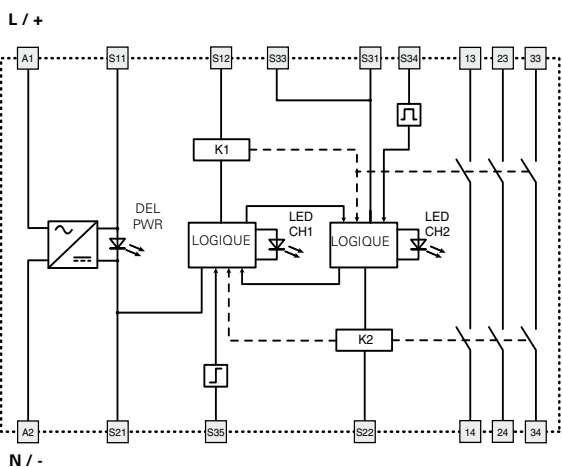 L / +
A1 S11 S12 S33 S31 S34 13 23 33
K1
DEL
PWR
LED
CH1
LED
CH2
LOGIQUE
LOGIQUE
K2
A2 S21 S35 S22 14 24 34
N / -